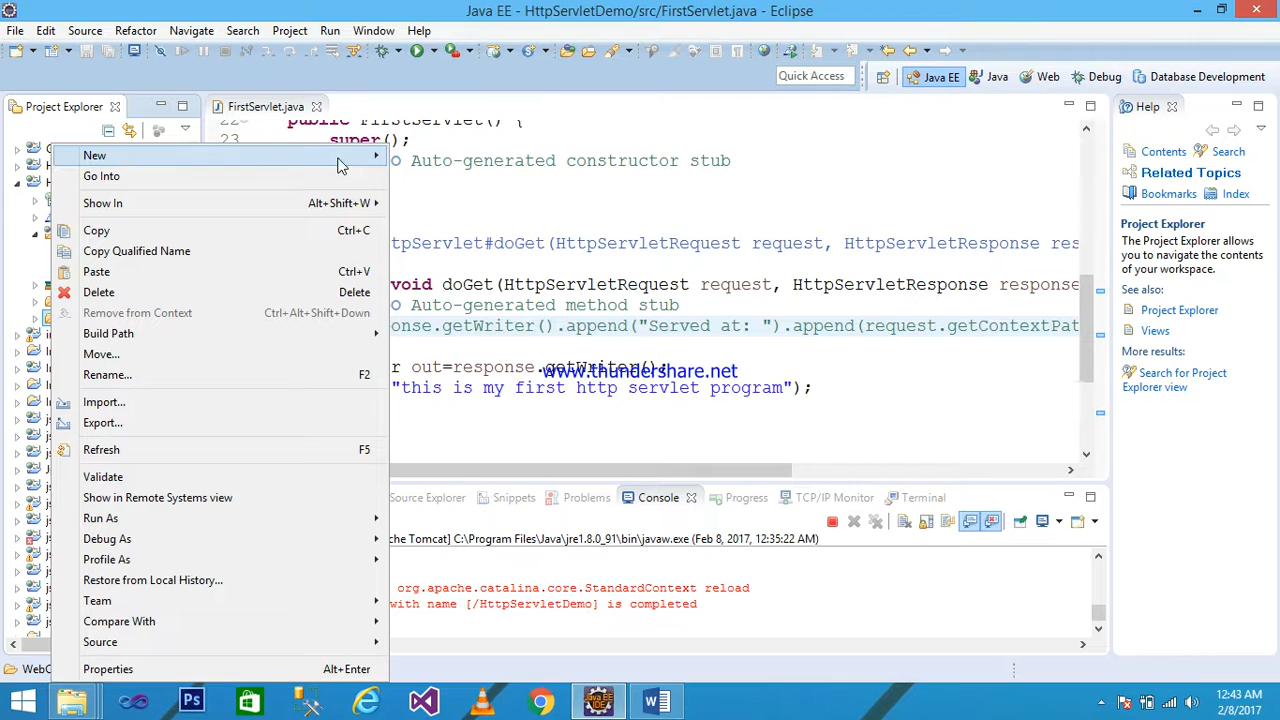 Java EE - HttpServletDemo/src/FirstServlet.java - Eclipse
File Edit Source Refactor Navigate Search Project Run Window Help
Quick Access
Java EE
Java
Web
Debug
Database Development
Project Explorer
FirstServlet.java
Help
22
23
super();
Auto-generated constructor stub
New
Go Into
Show In Alt+Shift+W
Copy Ctrl+C
Copy Qualified Name
Paste Ctrl+V
Delete Delete
Remove from Context Ctrl+Alt+Shift+Down
Build Path
Move...
Rename... F2
Import...
Export...
Refresh F5
Validate
Show in Remote Systems view
Run As
Debug As
Profile As
Restore from Local History...
Team
Compare With
Source
Properties Alt+Enter
tpServlet#doGet(HttpServletRequest request, HttpServletResponse res
void doGet(HttpServletRequest request, HttpServletResponse response
Auto-generated method stub
onse.getWriter().append("Served at: ").append(request.getContextPat
r out=response.getWriter();
www.thundershare.net
"this is my first http servlet program");
Source Explorer
Snippets
Problems
Console
Progress
TCP/IP Monitor
Terminal
che Tomcat] C:\Program Files\Java\jre1.8.0_91\bin\javaw.exe (Feb 8, 2017, 12:35:22 AM)
org.apache.catalina.core.StandardContext reload
with name [/HttpServletDemo] is completed
Contents
Search
Related Topics
Bookmarks
Index
Project Explorer
The Project Explorer allows
you to navigate the contents
of your workspace.
See also:
Project Explorer
Views
More results:
Search for Project
Explorer view
WebC
12:43 AM
2/8/2017